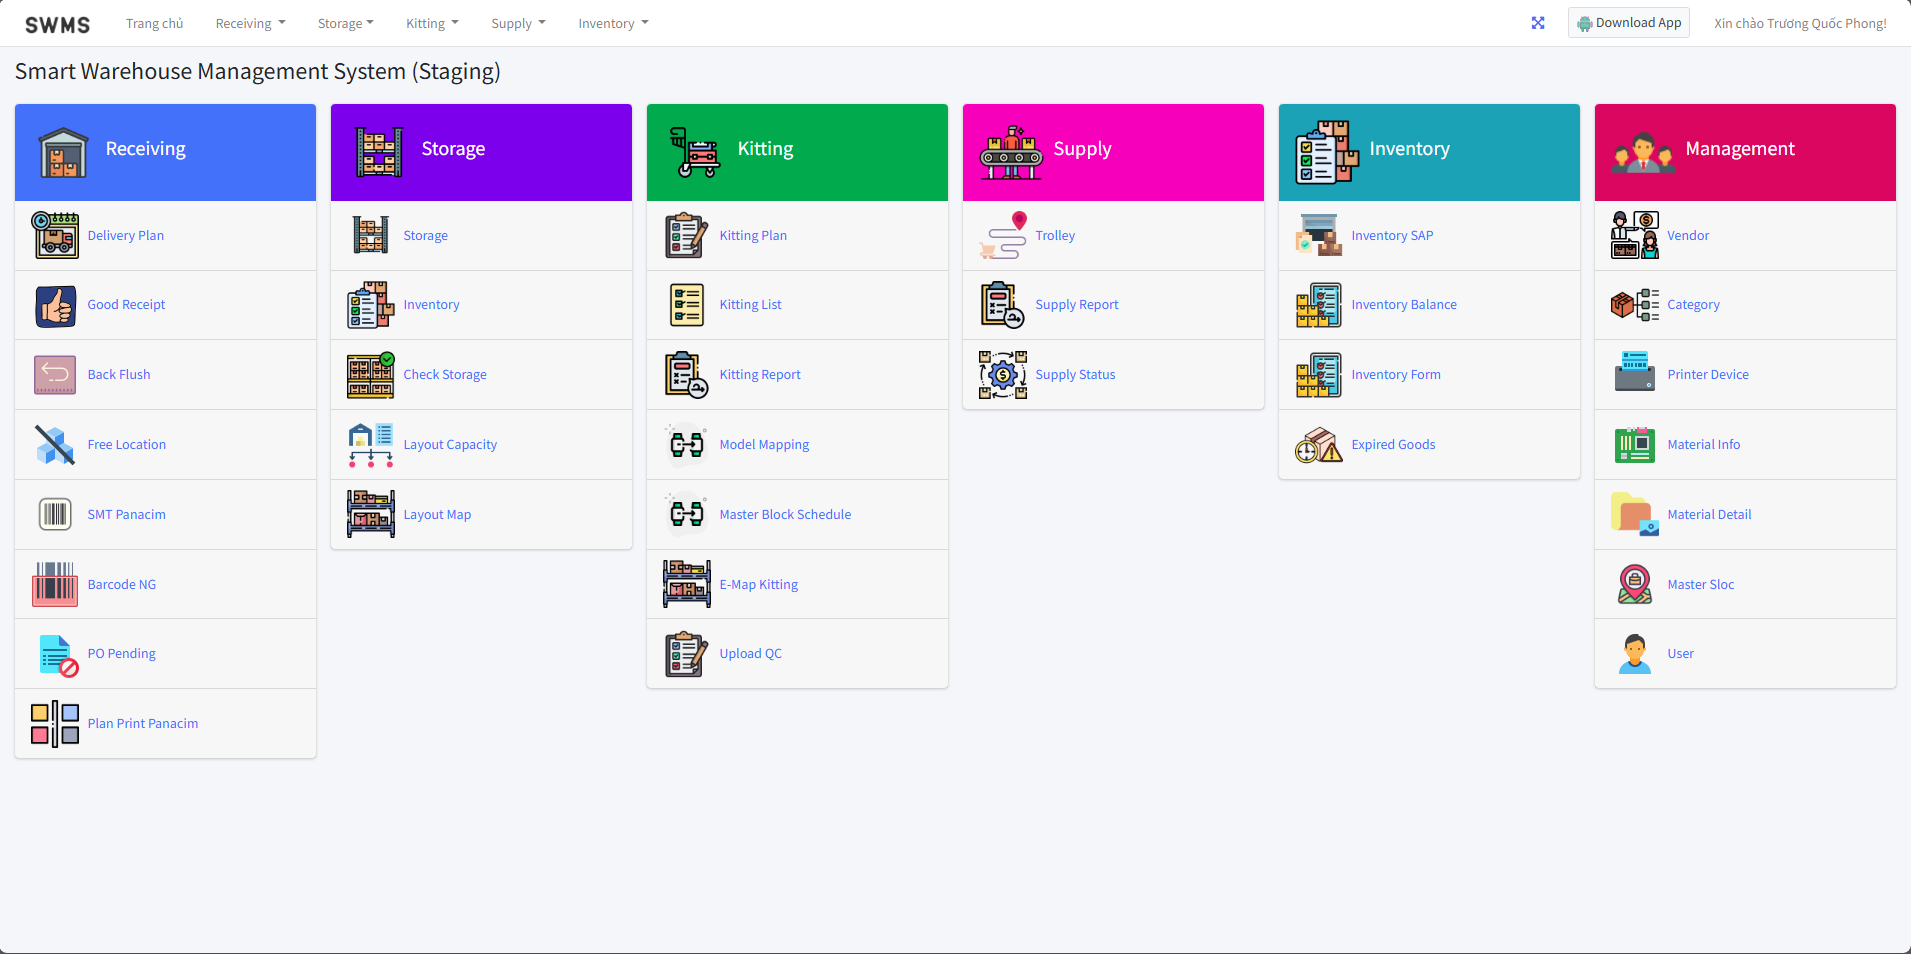 SWMS
Trang chủ
Receiving
Storage
Kitting
Supply
Inventory
Download App
Xin chào Trương Quốc Phong!
Smart Warehouse Management System (Staging)
Receiving
Delivery Plan
Good Receipt
Back Flush
Free Location
SMT Panacim
Barcode NG
PO Pending
Plan Print Panacim
Storage
Storage
Inventory
Check Storage
Layout Capacity
Layout Map
Kitting
Kitting Plan
Kitting List
Kitting Report
Model Mapping
Master Block Schedule
E-Map Kitting
Upload QC
Supply
Trolley
Supply Report
Supply Status
Inventory
Inventory SAP
Inventory Balance
Inventory Form
Expired Goods
Management
Vendor
Category
Printer Device
Material Info
Material Detail
Master Sloc
User